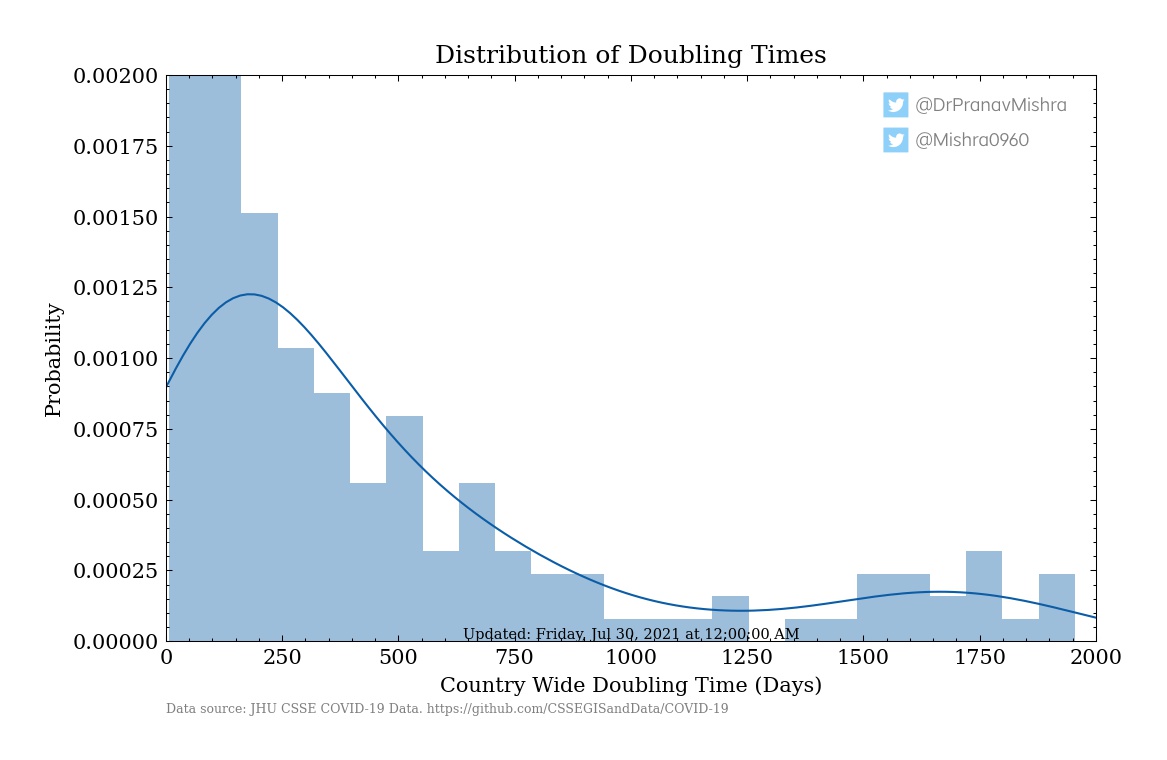 Distribution of Doubling Times
@DrPranavMishra
@Mishra0960
0.00200
0.00175
0.00150
0.00125
0.00100
0.00075
0.00050
0.00025
0.00000
Probability
Updated: Friday, Jul 30, 2021 at 12:00:00 AM
0 250 500 750 1000 1250 1500 1750 2000
Country Wide Doubling Time (Days)
Data source: JHU CSSE COVID-19 Data. https://github.com/CSSEGISandData/COVID-19